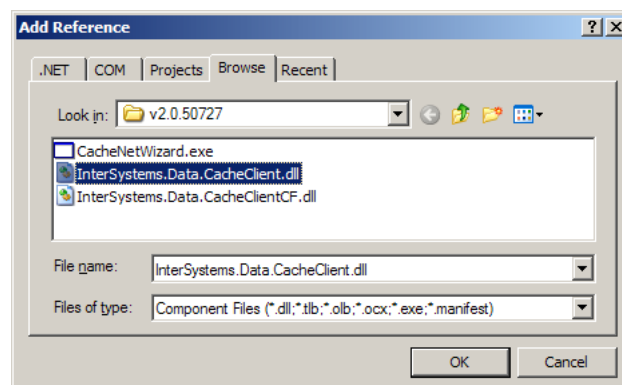 Add Reference
.NET COM Projects Browse Recent
Look in: v2.0.50727
CacheNetWizard.exe
InterSystems.Data.CacheClient.dll
InterSystems.Data.CacheClientCF.dll
File name: InterSystems.Data.CacheClient.dll
Files of type: Component Files (*.dll;*.tlb;*.olb;*.ocx;*.exe;*.manifest)
OK Cancel